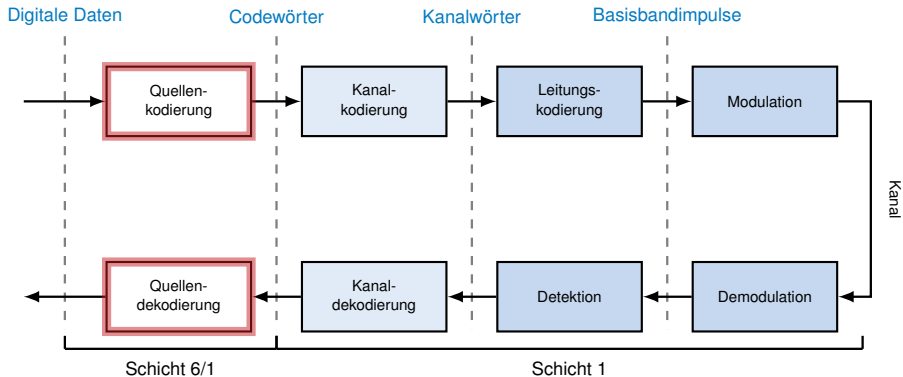 Digitale Daten
Codewörter
Kanalwörter
Basisbandimpulse
Quellen-
kodierung
Kanal-
kodierung
Leitungs-
kodierung
Modulation
Kanal
Quellen-
dekodierung
Kanal-
dekodierung
Detektion
Demodulation
Schicht 6/1
Schicht 1